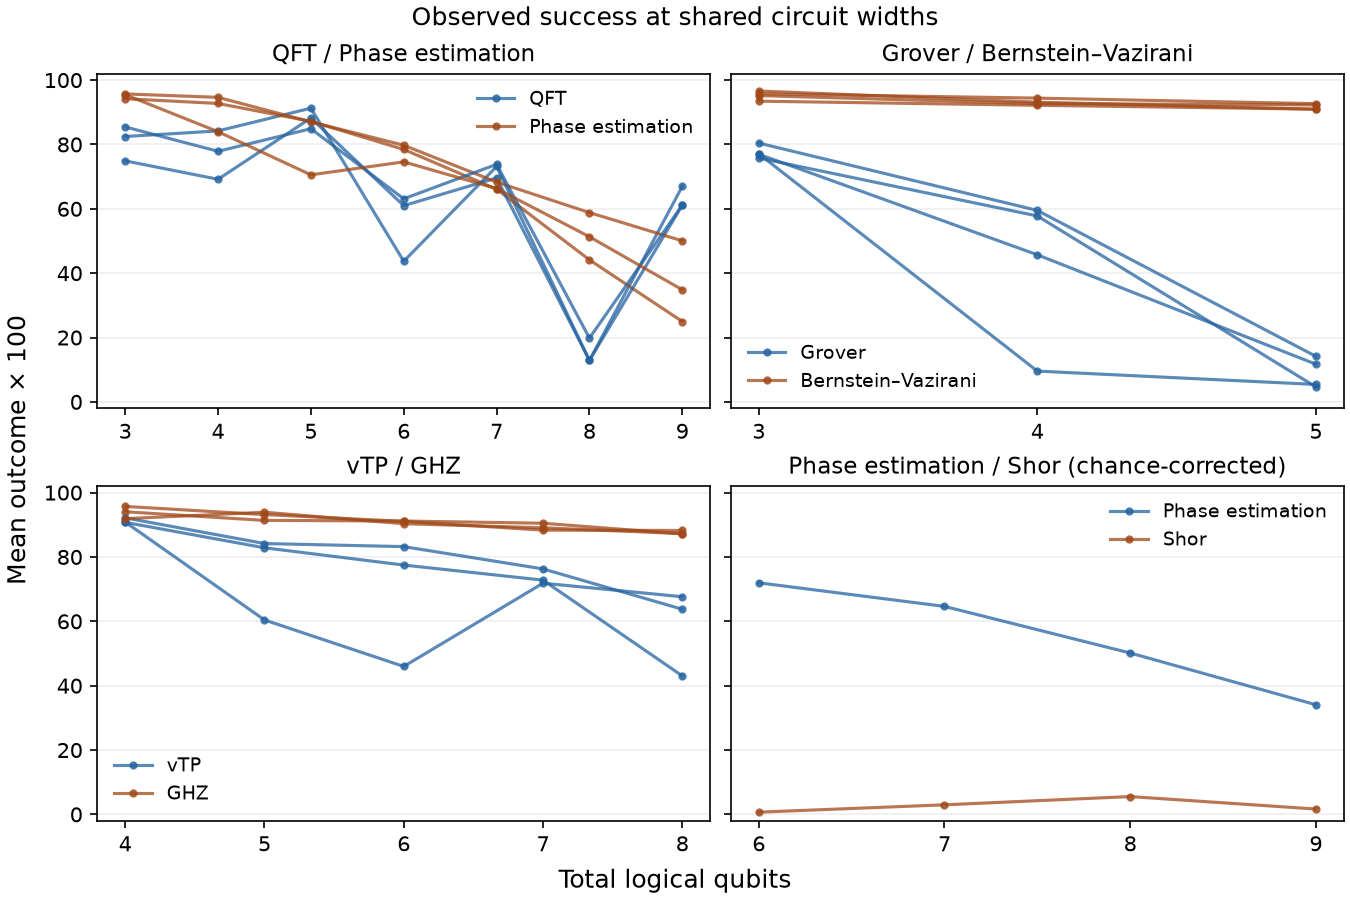 Observed success at shared circuit widths
QFT / Phase estimation
100
80
60
40
20
0
3 4 5 6 7 8 9
QFT
Phase estimation
Grover / Bernstein–Vazirani
Grover
Bernstein–Vazirani
3 4 5
Mean outcome × 100
vTP / GHZ
100
80
60
40
20
0
vTP
GHZ
4 5 6 7 8
Phase estimation / Shor (chance-corrected)
Phase estimation
Shor
6 7 8 9
Total logical qubits